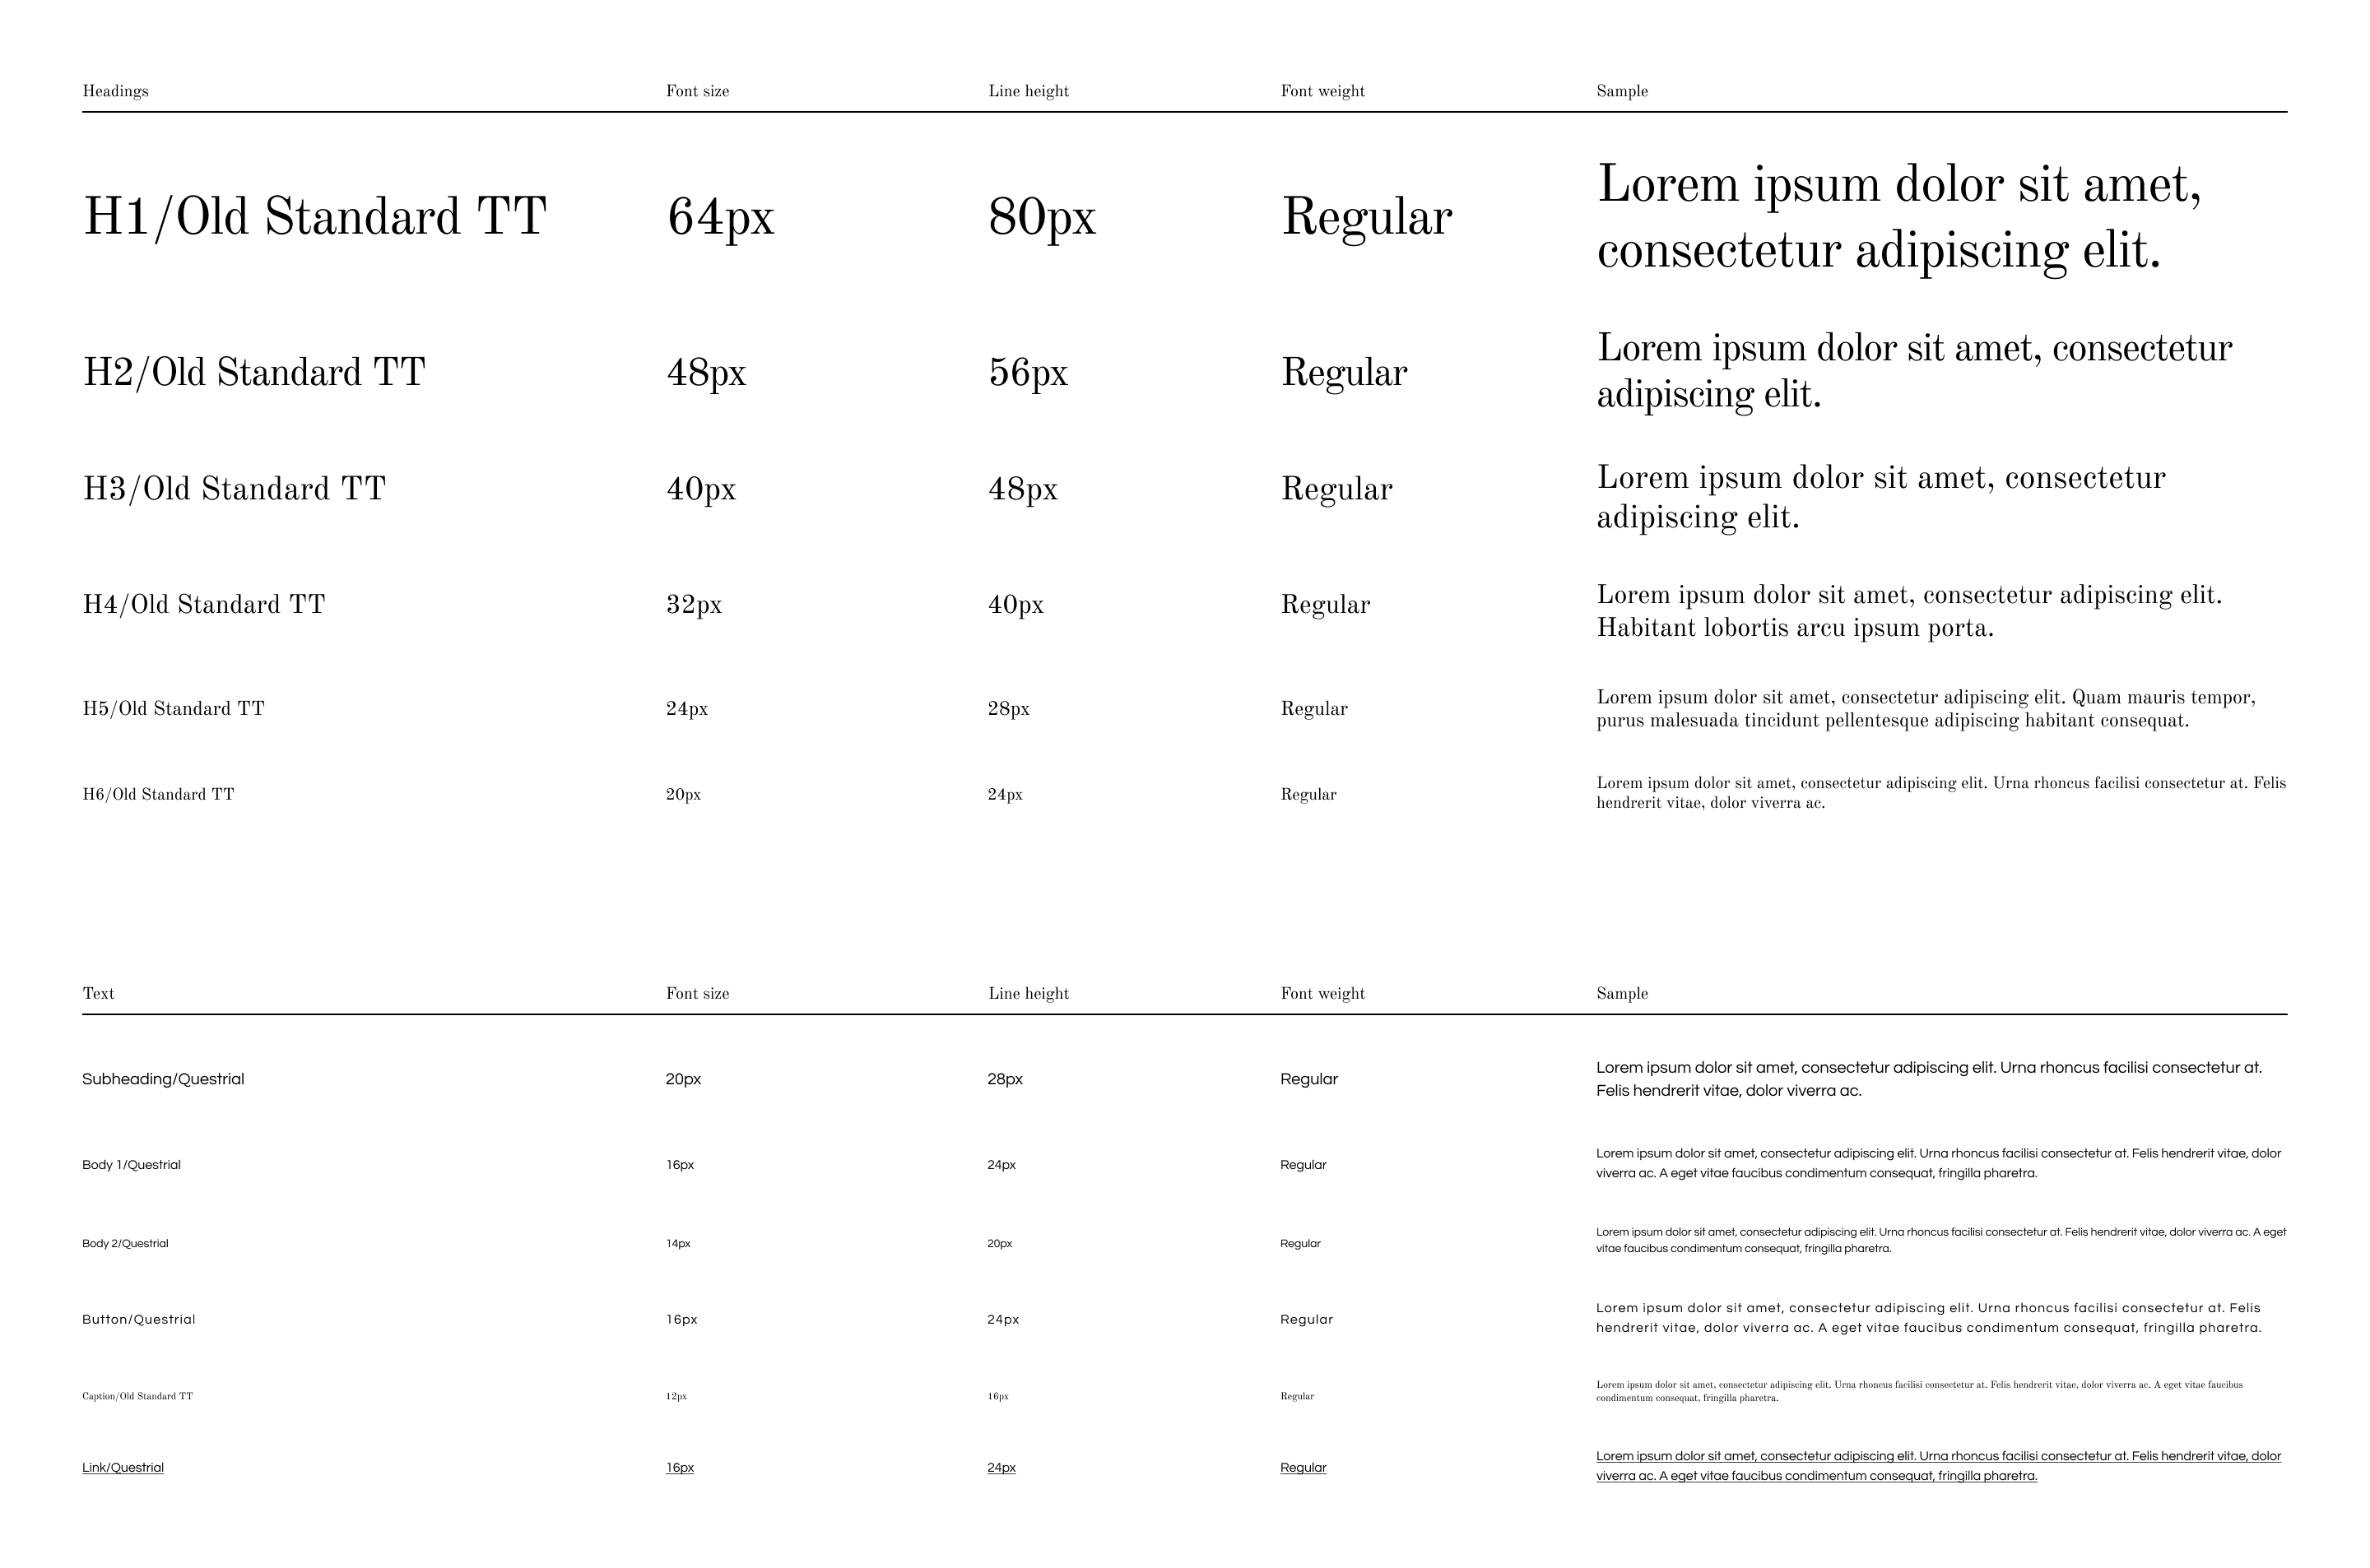 Headings Font size Line height Font weight Sample
H1/Old Standard TT 64px 80px Regular Lorem ipsum dolor sit amet,
consectetur adipiscing elit.
H2/Old Standard TT 48px 56px Regular Lorem ipsum dolor sit amet, consectetur
adipiscing elit.
H3/Old Standard TT 40px 48px Regular Lorem ipsum dolor sit amet, consectetur
adipiscing elit.
H4/Old Standard TT 32px 40px Regular Lorem ipsum dolor sit amet, consectetur adipiscing elit.
Habitant lobortis arcu ipsum porta.
H5/Old Standard TT 24px 28px Regular Lorem ipsum dolor sit amet, consectetur adipiscing elit. Quam mauris tempor,
purus malesuada tincidunt pellentesque adipiscing habitant consequat.
H6/Old Standard TT 20px 24px Regular Lorem ipsum dolor sit amet, consectetur adipiscing elit. Urna rhoncus facilisi consectetur at. Felis
hendrerit vitae, dolor viverra ac.
Text Font size Line height Font weight Sample
Subheading/Questrial 20px 28px Regular Lorem ipsum dolor sit amet, consectetur adipiscing elit. Urna rhoncus facilisi consectetur at.
Felis hendrerit vitae, dolor viverra ac.
Body 1/Questrial 16px 24px Regular Lorem ipsum dolor sit amet, consectetur adipiscing elit. Urna rhoncus facilisi consectetur at. Felis hendrerit vitae, dolor
viverra ac. A eget vitae faucibus condimentum consequat, fringilla pharetra.
Body 2/Questrial 14px 20px Regular Lorem ipsum dolor sit amet, consectetur adipiscing elit. Urna rhoncus facilisi consectetur at. Felis hendrerit vitae, dolor viverra ac. A eget
vitae faucibus condimentum consequat, fringilla pharetra.
Button/Questrial 16px 24px Regular Lorem ipsum dolor sit amet, consectetur adipiscing elit. Urna rhoncus facilisi consectetur at. Felis
hendrerit vitae, dolor viverra ac. A eget vitae faucibus condimentum consequat, fringilla pharetra.
Caption/Old Standard TT 12px 16px Regular Lorem ipsum dolor sit amet, consectetur adipiscing elit. Urna rhoncus facilisi consectetur at. Felis hendrerit vitae, dolor viverra ac. A eget vitae faucibus
condimentum consequat, fringilla pharetra.
Link/Questrial 16px 24px Regular Lorem ipsum dolor sit amet, consectetur adipiscing elit. Urna rhoncus facilisi consectetur at. Felis hendrerit vitae, dolor
viverra ac. A eget vitae faucibus condimentum consequat, fringilla pharetra.